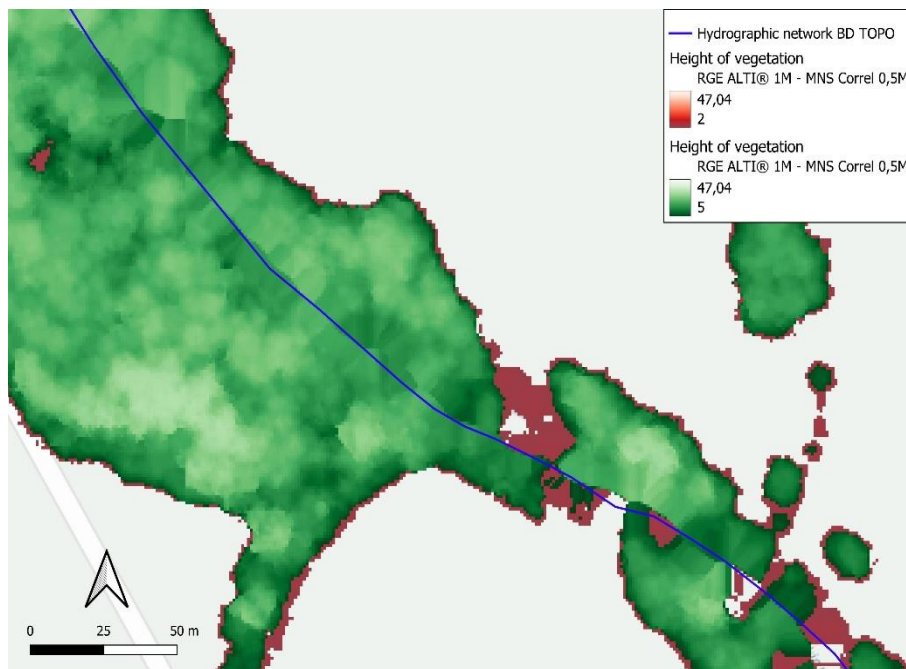 Hydrographic network BD TOPO
Height of vegetation
RGE ALTI® 1M - MNS Correl 0,5M
47,04
2
Height of vegetation
RGE ALTI® 1M - MNS Correl 0,5M
47,04
5
0 25 50 m